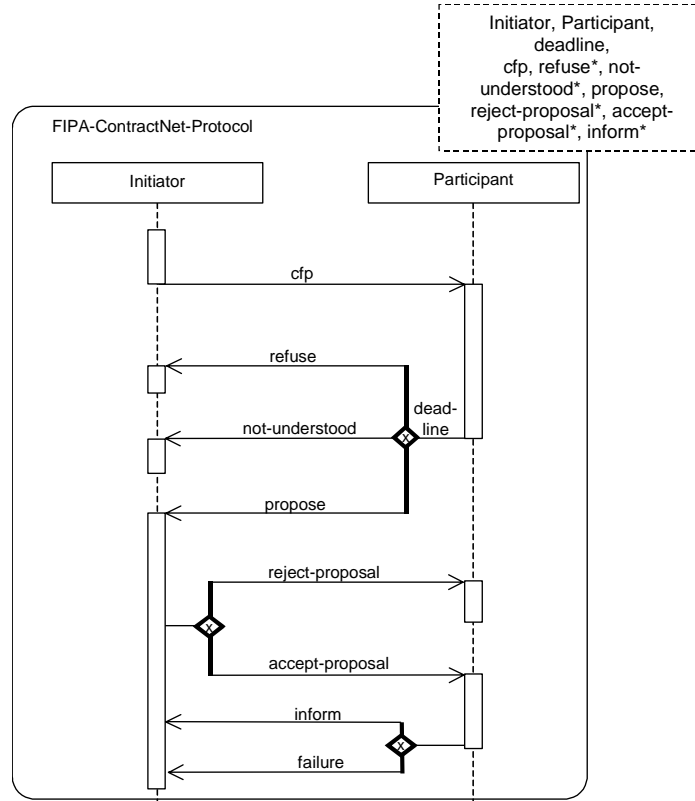 Initiator, Participant,
deadline,
cfp, refuse*, not-
understood*, propose,
reject-proposal*, accept-
proposal*, inform*
FIPA-ContractNet-Protocol
Initiator
Participant
cfp
refuse
dead-
line
not-understood
x
propose
reject-proposal
x
accept-proposal
inform
x
failure